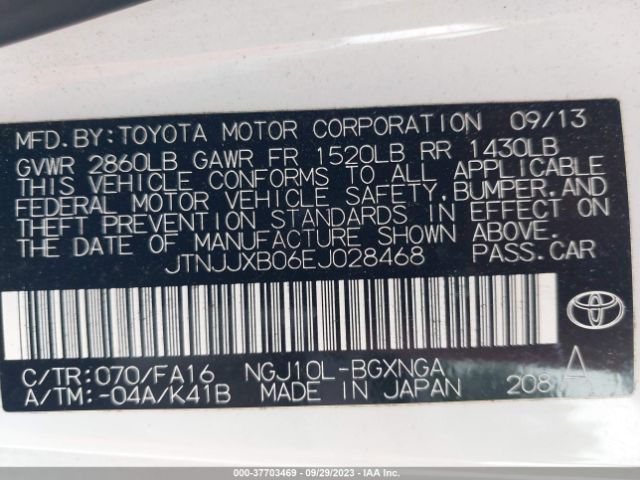 MFD.BY:TOYOTA MOTOR CORPORATION 09/13
GVWR 2860LB GAWR FR 1520LB RR 1430LB
THIS VEHICLE CONFORMS TO ALL APPLICABLE
FEDERAL MOTOR VEHICLE SAFETY, BUMPER, AND
THEFT PREVENTION STANDARDS IN EFFECT ON
THE DATE OF MANUFACTURE SHOWN ABOVE.
JTNJJXB06EJ028468 PASS.CAR
C/TR:070/FA16 NGJ10L-BGXNGA
A/TM:-04A/K41B MADE IN JAPAN 208 A
000-37703469 - 09/29/2023 - IAA Inc.